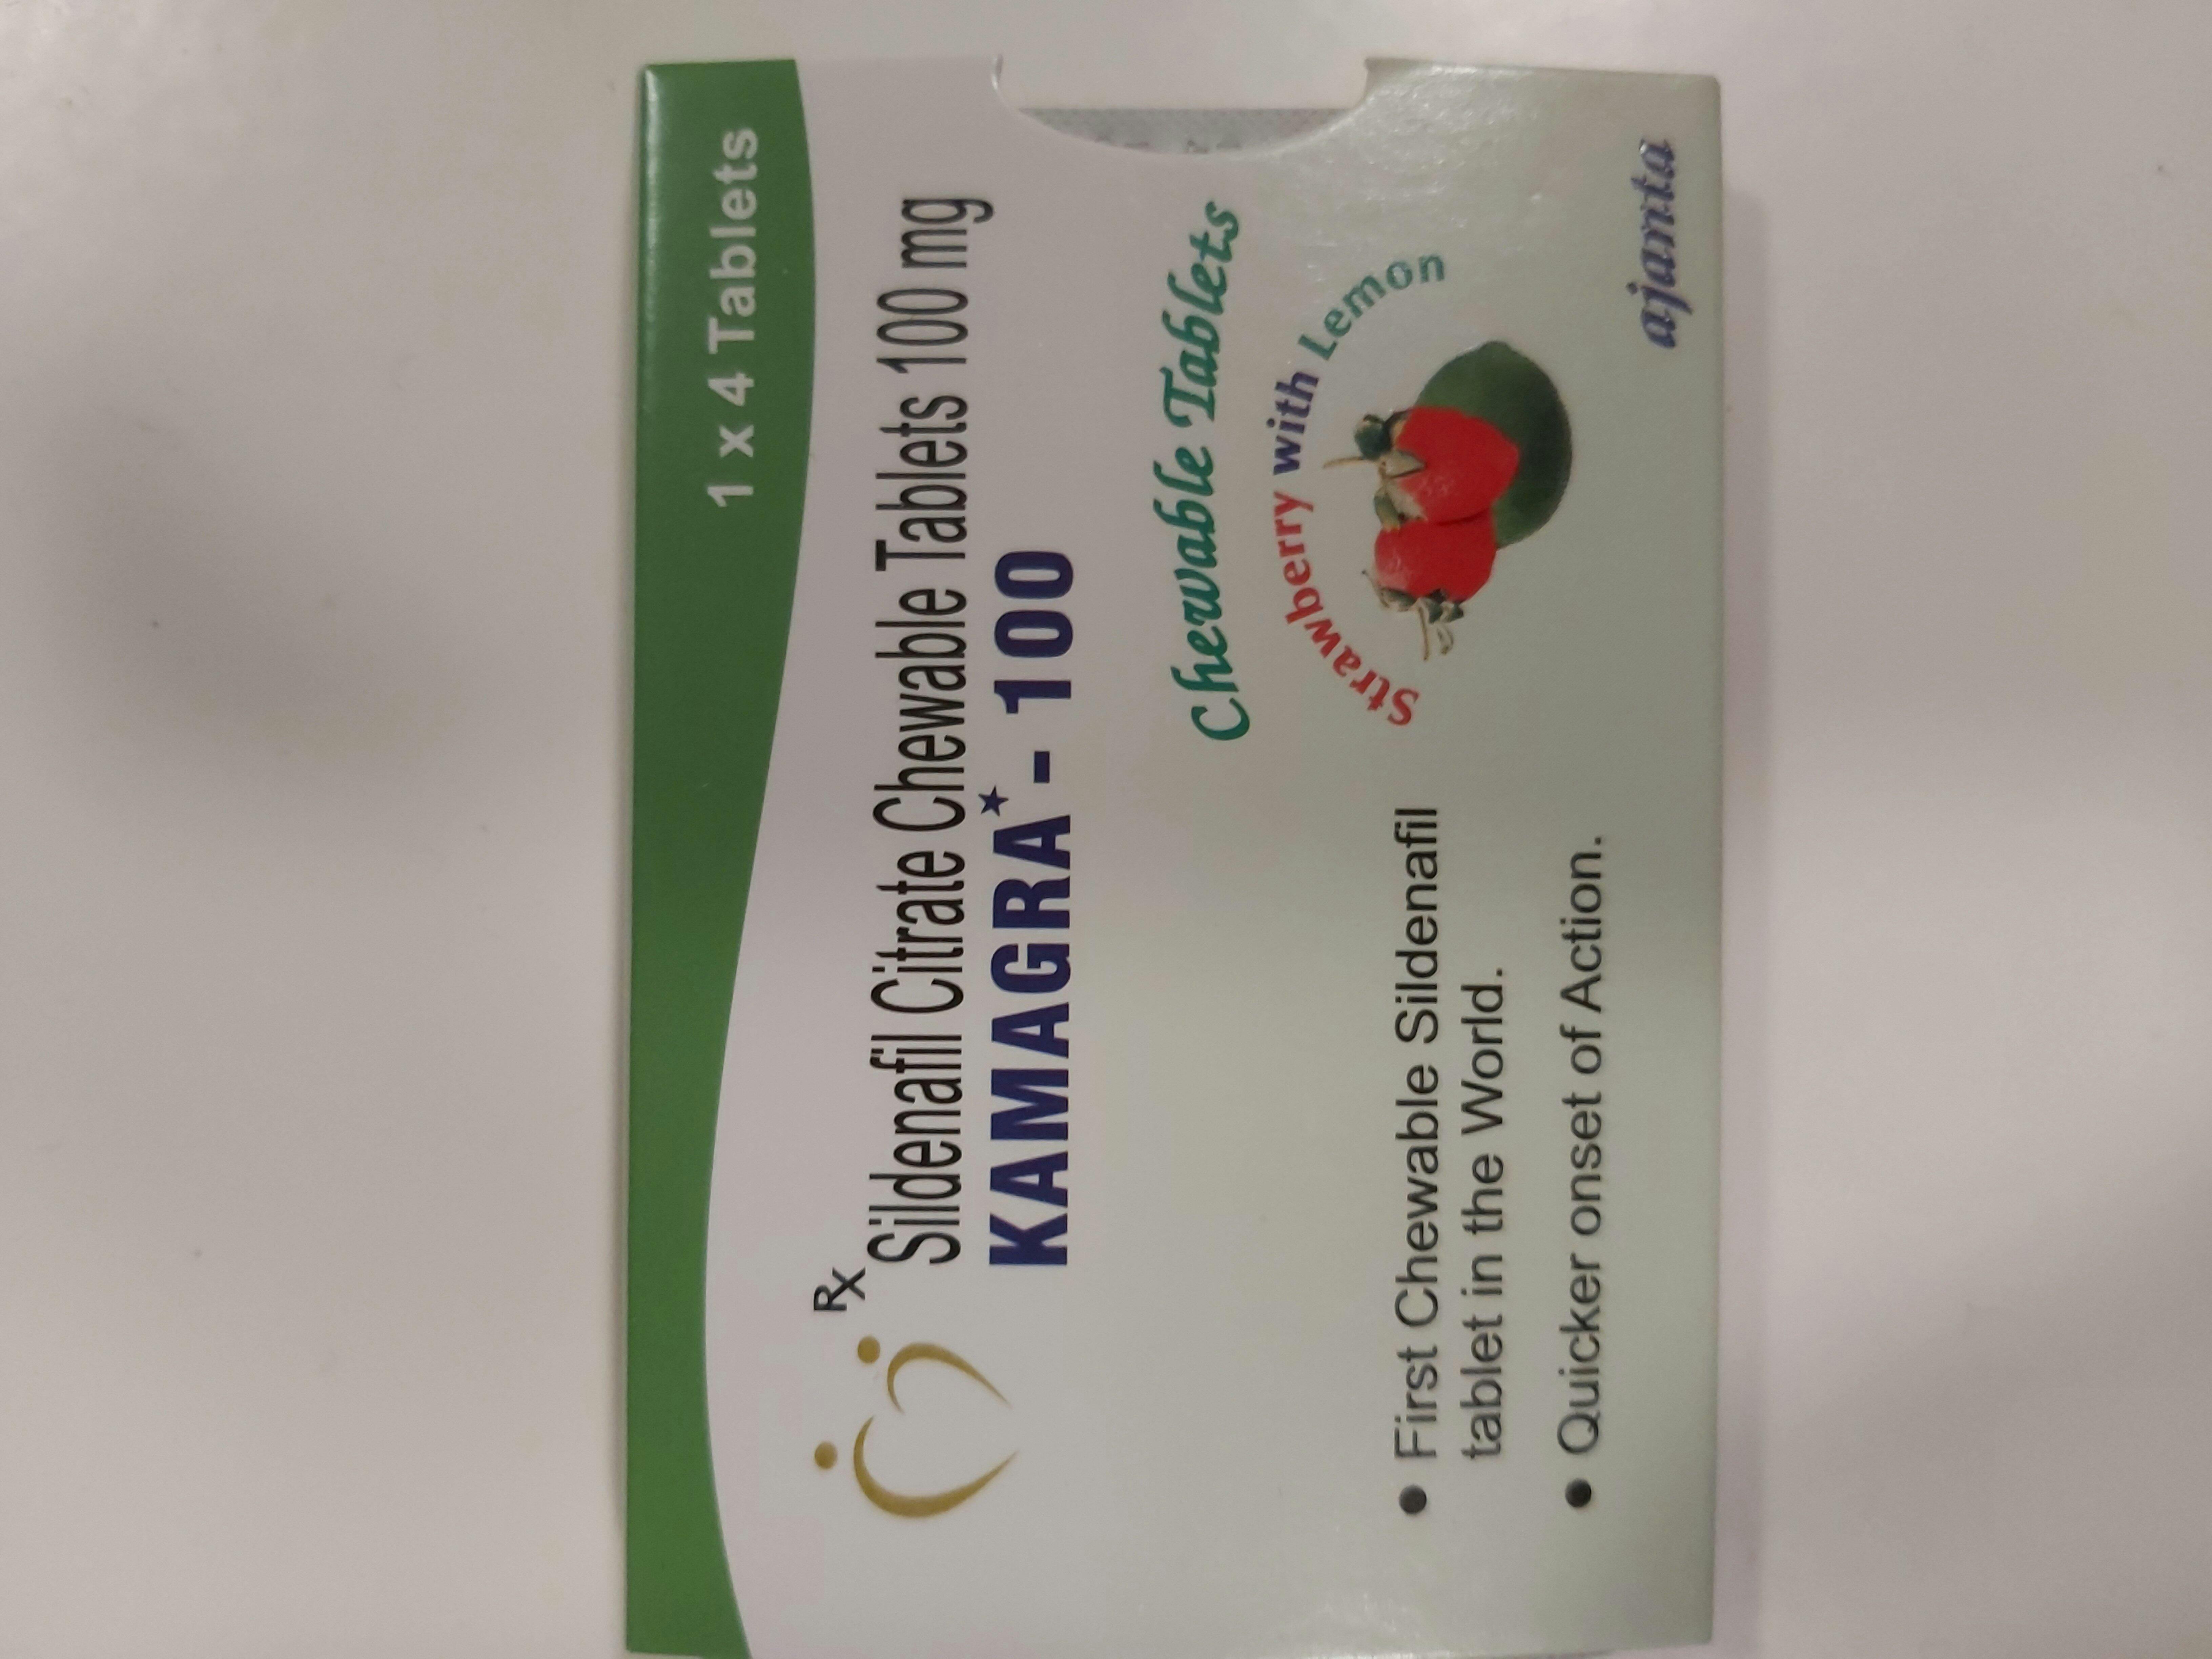 1 x 4 Tablets
Rx
Sildenafil Citrate Chewable Tablets 100 mg
KAMAGRA★- 100
Chewable Tablets
Strawberry with Lemon
• First Chewable Sildenafil
tablet in the World.
• Quicker onset of Action.
ajanta